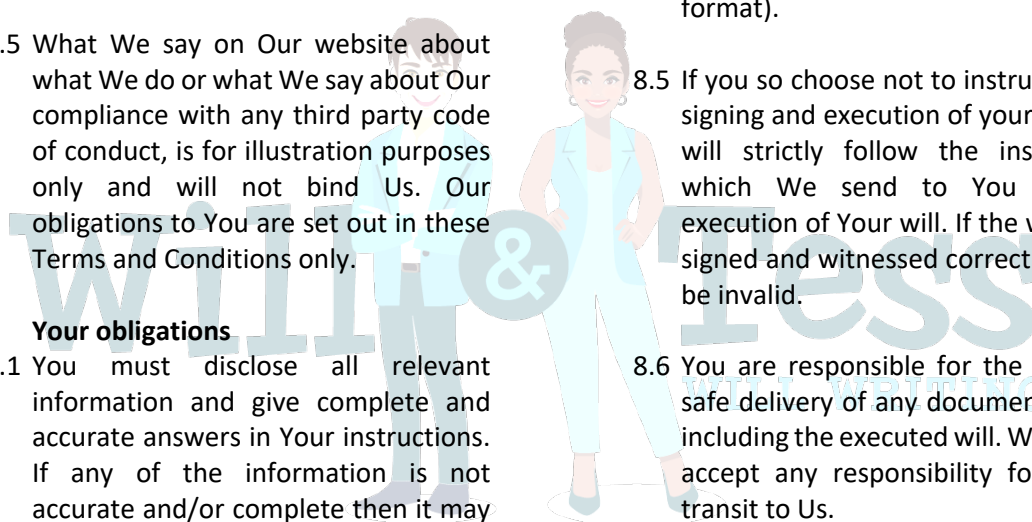 .5 What We say on Our website about
what We do or what We say about Our
compliance with any third party code
of conduct, is for illustration purposes
only and will not bind Us. Our
obligations to You are set out in these
Terms and Conditions only.
Your obligations
.1 You must disclose all relevant
information and give complete and
accurate answers in Your instructions.
If any of the information is not
accurate and/or complete then it may
format).
8.5 If you so choose not to instru
signing and execution of your
will strictly follow the ins
which We send to You
execution of Your will. If the w
signed and witnessed correct
be invalid.
8.6 You are responsible for the
safe delivery of any documen
including the executed will. W
accept any responsibility fo
transit to Us.
Will & Tess
WILL WRITING